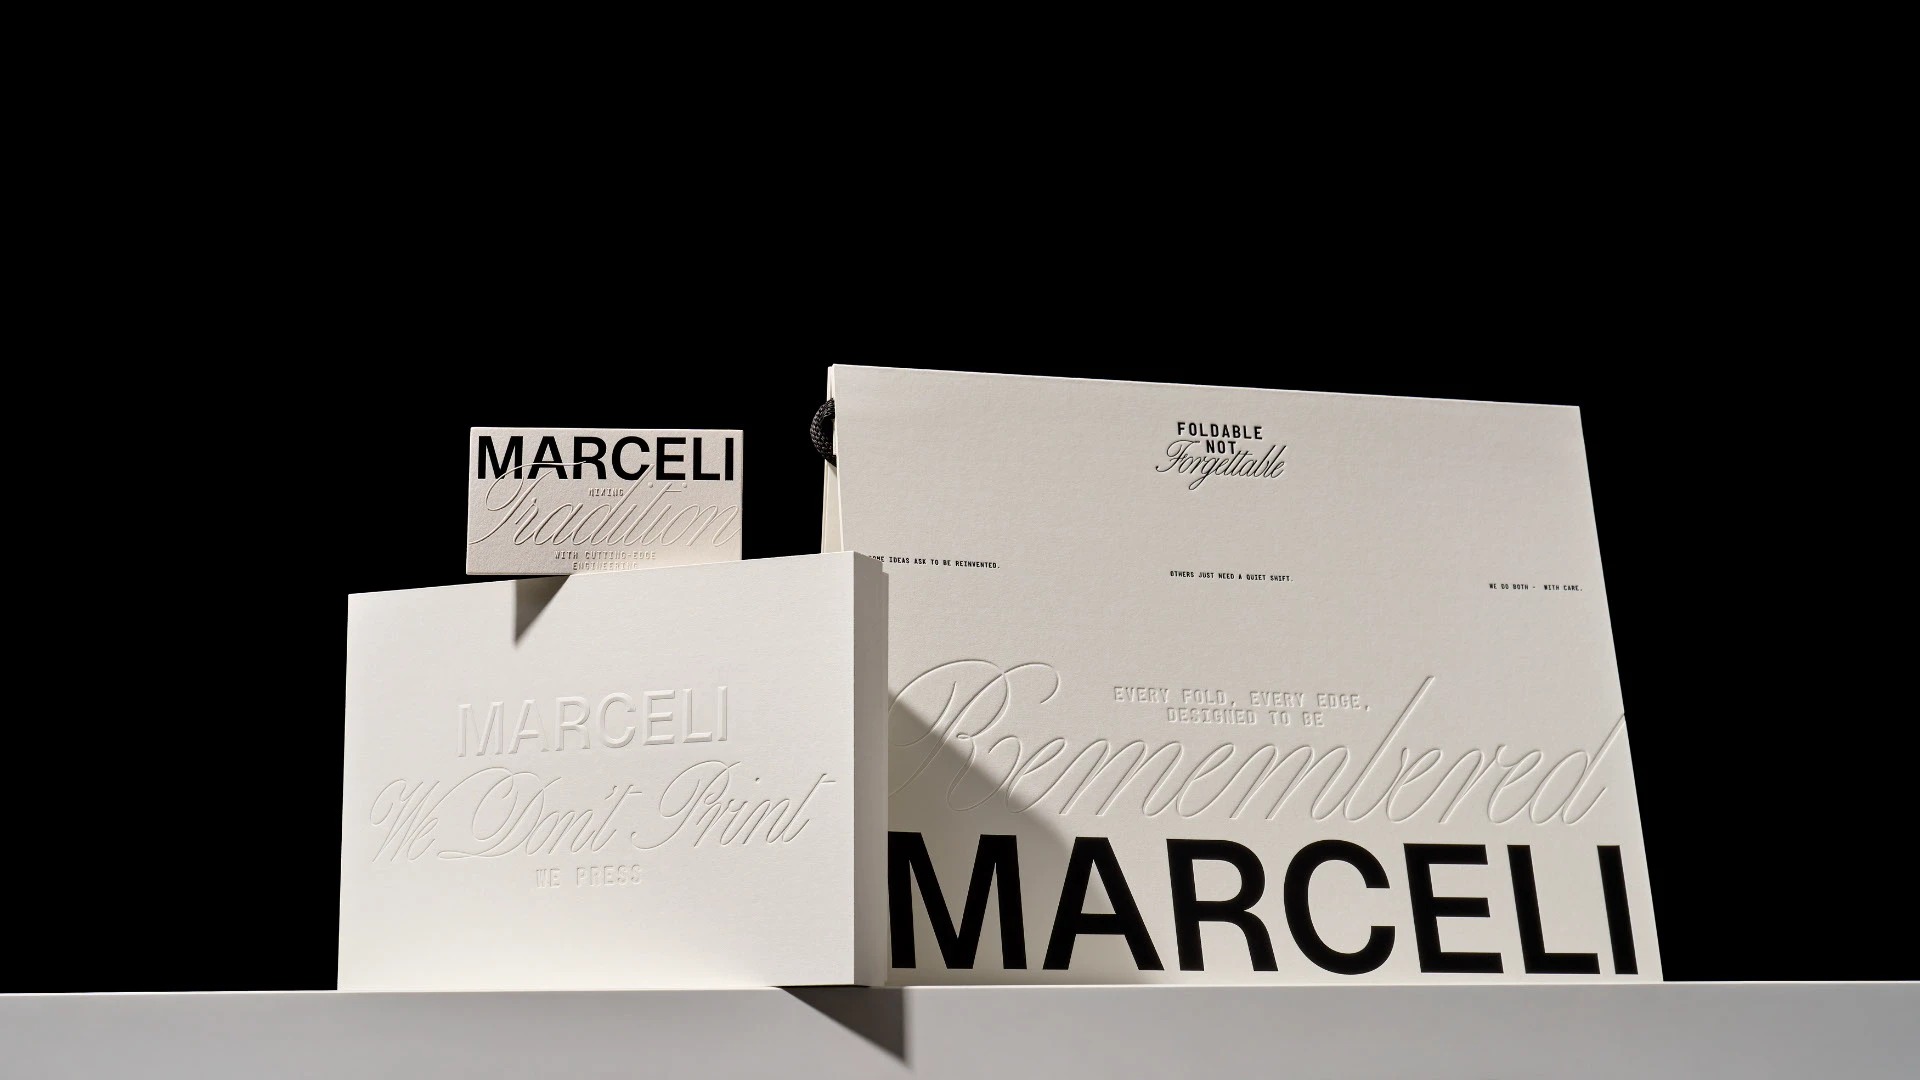 MARCELI
MIXING
Tradition
WITH CUTTING-EDGE
ENGINEERING
MARCELI
We Don't Print
WE PRESS
FOLDABLE
NOT
Forgettable
SOME IDEAS ASK TO BE REINVENTED.
OTHERS JUST NEED A QUIET SHIFT.
WE DO BOTH - WITH CARE.
EVERY FOLD, EVERY EDGE,
DESIGNED TO BE
Remembered
MARCELI